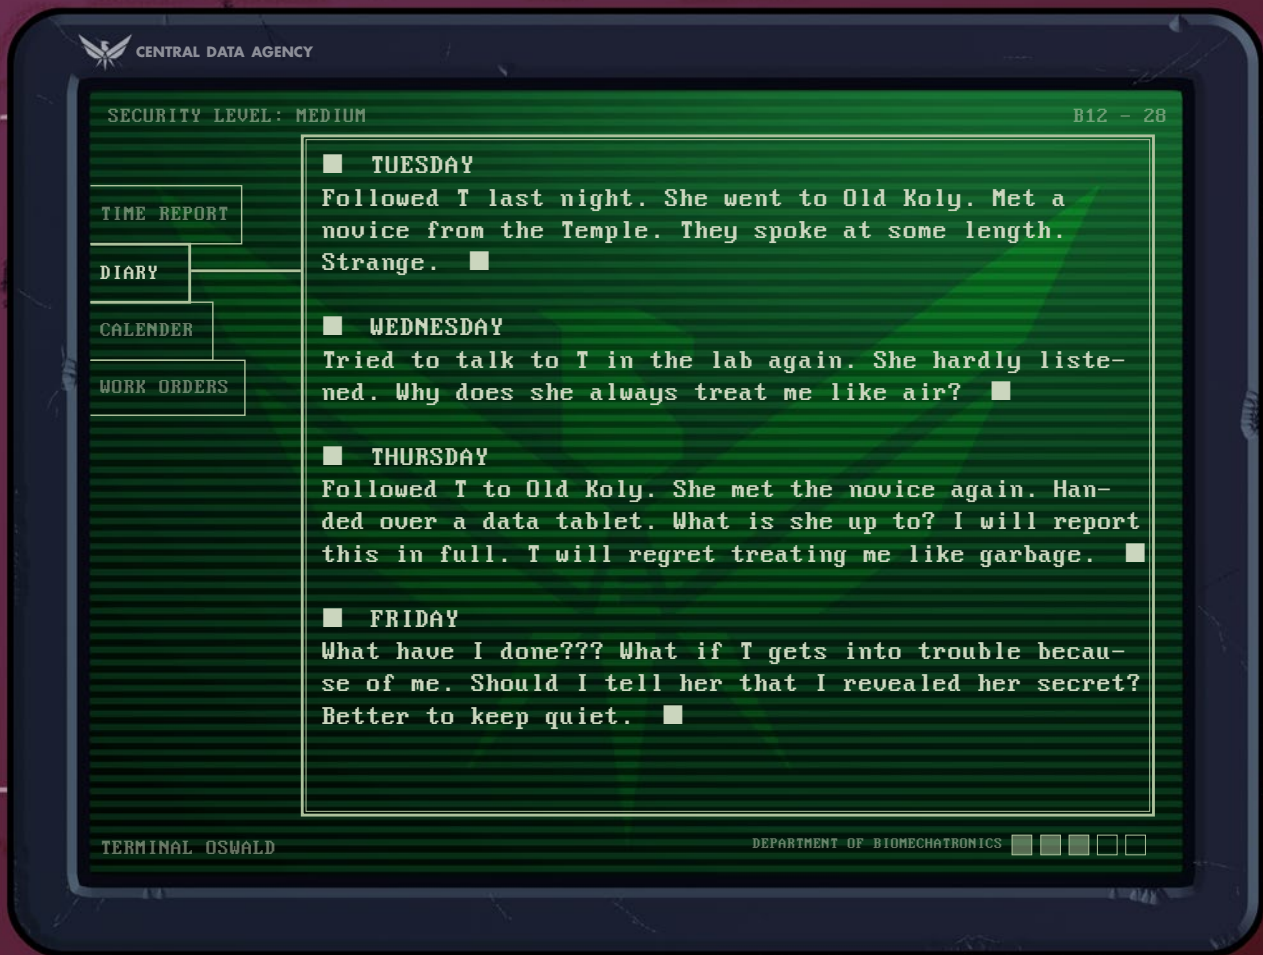 CENTRAL DATA AGENCY
SECURITY LEVEL: MEDIUM
B12 - 28
TIME REPORT
DIARY
CALENDER
WORK ORDERS
TUESDAY
Followed T last night. She went to Old Koly. Met a
novice from the Temple. They spoke at some length.
Strange.
WEDNESDAY
Tried to talk to T in the lab again. She hardly liste-
ned. Why does she always treat me like air?
THURSDAY
Followed T to Old Koly. She met the novice again. Han-
ded over a data tablet. What is she up to? I will report
this in full. T will regret treating me like garbage.
FRIDAY
What have I done??? What if T gets into trouble becau-
se of me. Should I tell her that I revealed her secret?
Better to keep quiet.
TERMINAL OSWALD
DEPARTMENT OF BIOMECHATRONICS